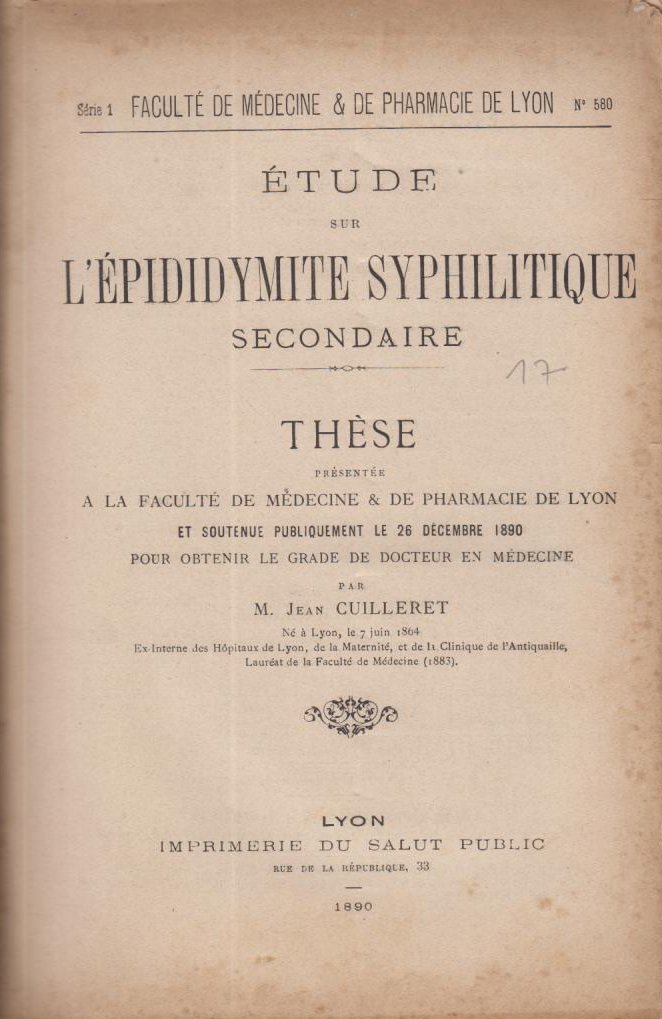 Série 1 FACULTÉ DE MÉDECINE & DE PHARMACIE DE LYON N° 580
ÉTUDE
SUR
L'ÉPIDIDYMITE SYPHILITIQUE
SECONDAIRE
17
THÈSE
PRÉSENTÉE
A LA FACULTÉ DE MÉDECINE & DE PHARMACIE DE LYON
ET SOUTENUE PUBLIQUEMENT LE 26 DÉCEMBRE 1890
POUR OBTENIR LE GRADE DE DOCTEUR EN MÉDECINE
PAR
M. JEAN CUILLERET
Né à Lyon, le 7 juin 1864
Ex-Interne des Hôpitaux de Lyon, de la Maternité, et de la Clinique de l'Antiquaille,
Lauréat de la Faculté de Médecine (1883).
LYON
IMPRIMERIE DU SALUT PUBLIC
RUE DE LA RÉPUBLIQUE, 33
1890